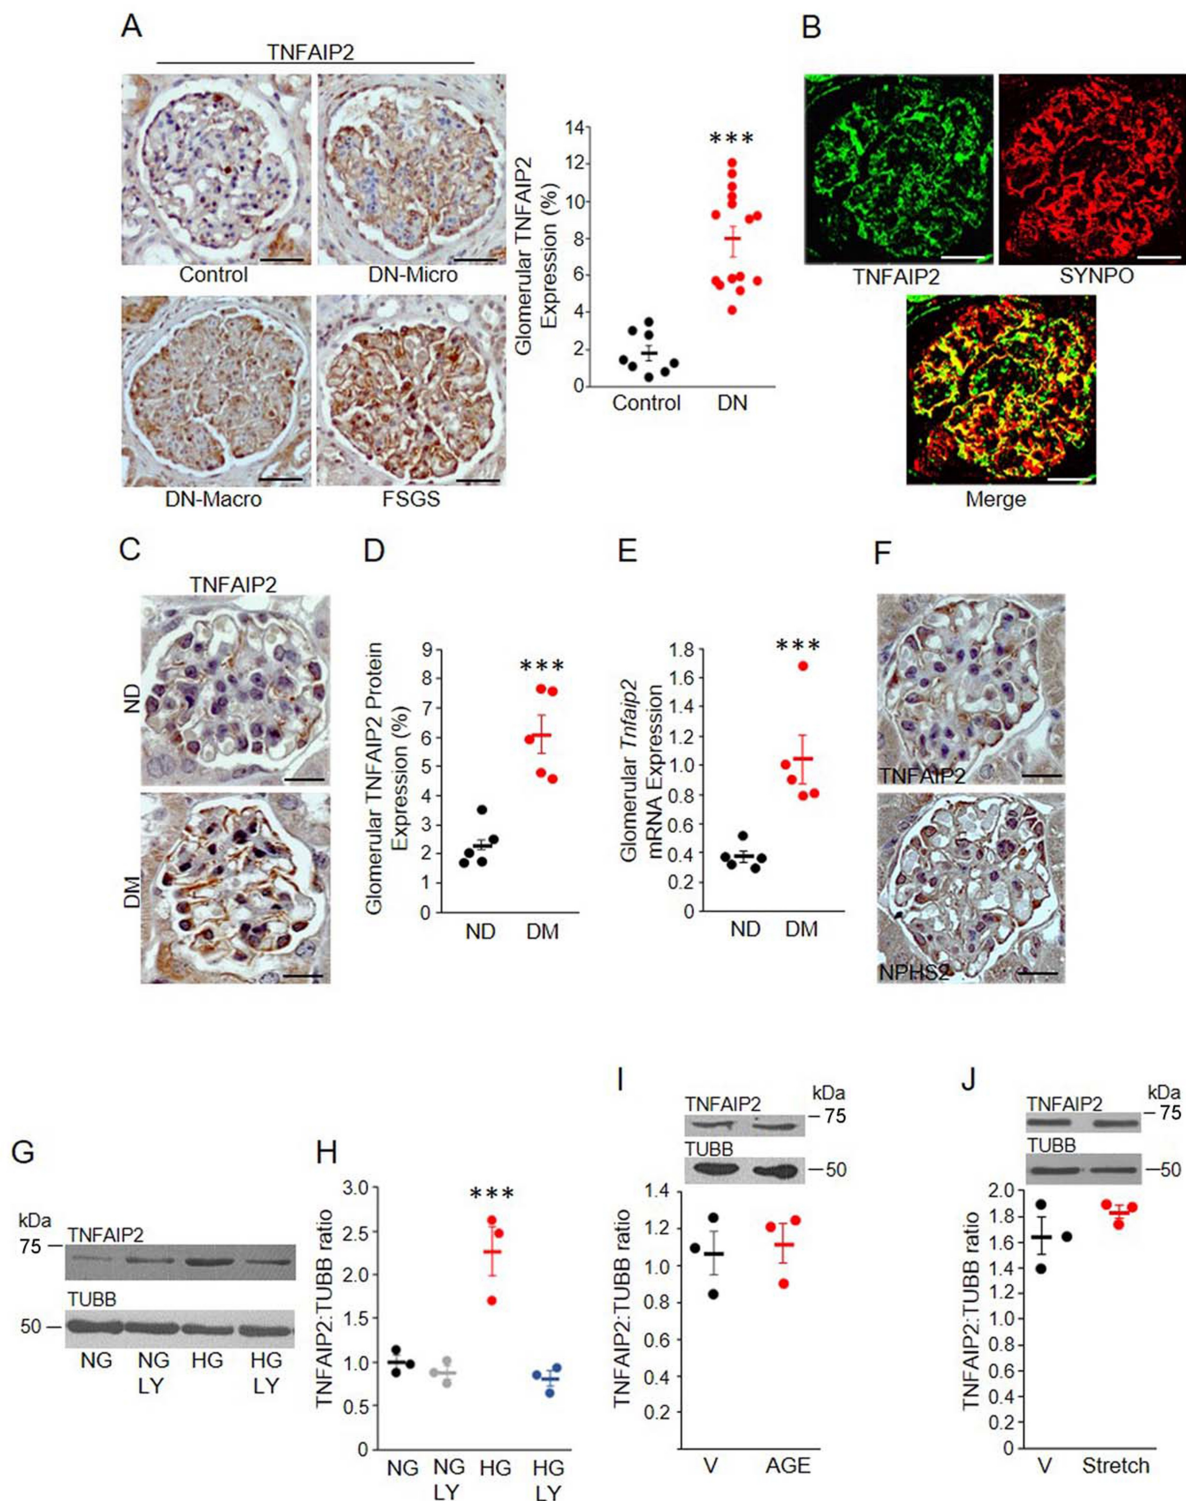 A
TNFAIP2
Control
DN-Micro
DN-Macro
FSGS
Glomerular TNFAIP2
Expression (%)
14
12
10
8
6
4
2
0
***
Control
DN
B
TNFAIP2
SYNPO
Merge
C
TNFAIP2
ND
DM
D
Glomerular TNFAIP2 Protein
Expression (%)
9
8
7
6
5
4
3
2
1
0
***
ND
DM
E
Glomerular Tnfaip2
mRNA Expression
1.8
1.6
1.4
1.2
1.0
0.8
0.6
0.4
0.2
0
***
ND
DM
F
TNFAIP2
NPHS2
G
kDa
75
TNFAIP2
TUBB
50
NG
NG
LY
HG
HG
LY
H
TNFAIP2:TUBB ratio
3.0
2.5
2.0
1.5
1.0
0.5
0
***
NG
NG
LY
HG
HG
LY
I
kDa
TNFAIP2
75
TUBB
50
TNFAIP2:TUBB ratio
1.4
1.2
1.0
0.8
0.6
0.4
0.2
V
AGE
J
kDa
TNFAIP2
75
TUBB
50
TNFAIP2:TUBB ratio
2.0
1.8
1.6
1.4
1.2
1.0
0.8
0.6
0.4
0.2
0
V
Stretch